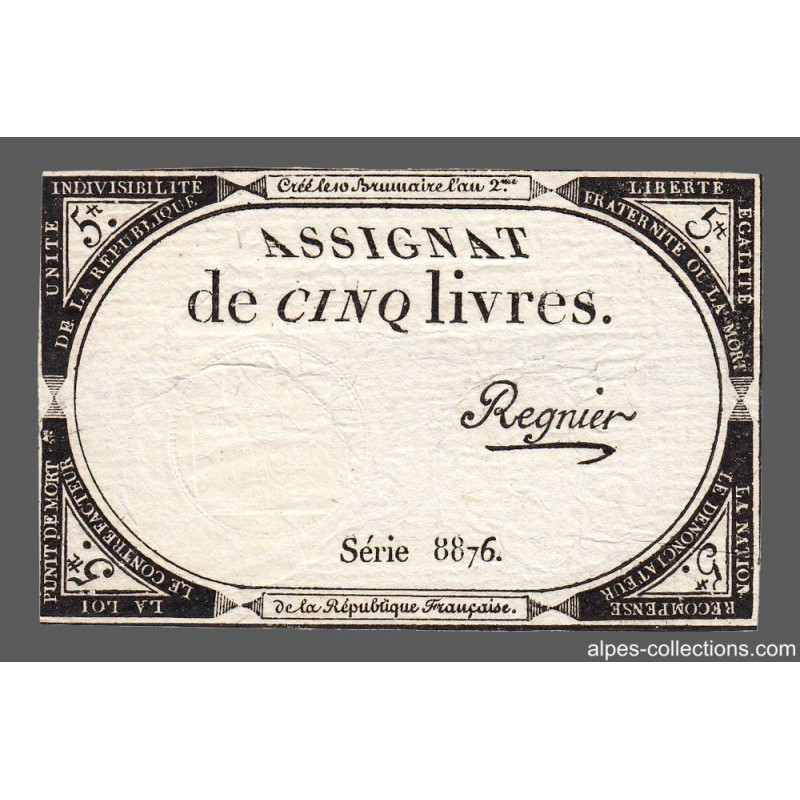 Créé le 10 Brumaire l'an 2.me
UNITE INDIVISIBILITE
DE LA RÉPUBLIQUE
5.#
LIBERTE EGALITE
FRATERNITE OU LA MORT
5.#
ASSIGNAT
de CINQ livres.
Regnier
Série 8876.
LA LOI PUNIT DE MORT
LE CONTREFACTEUR
5.#
LA NATION RECOMPENSE
LE DENONCIATEUR
5.#
de la République Française.
alpes-collections.com